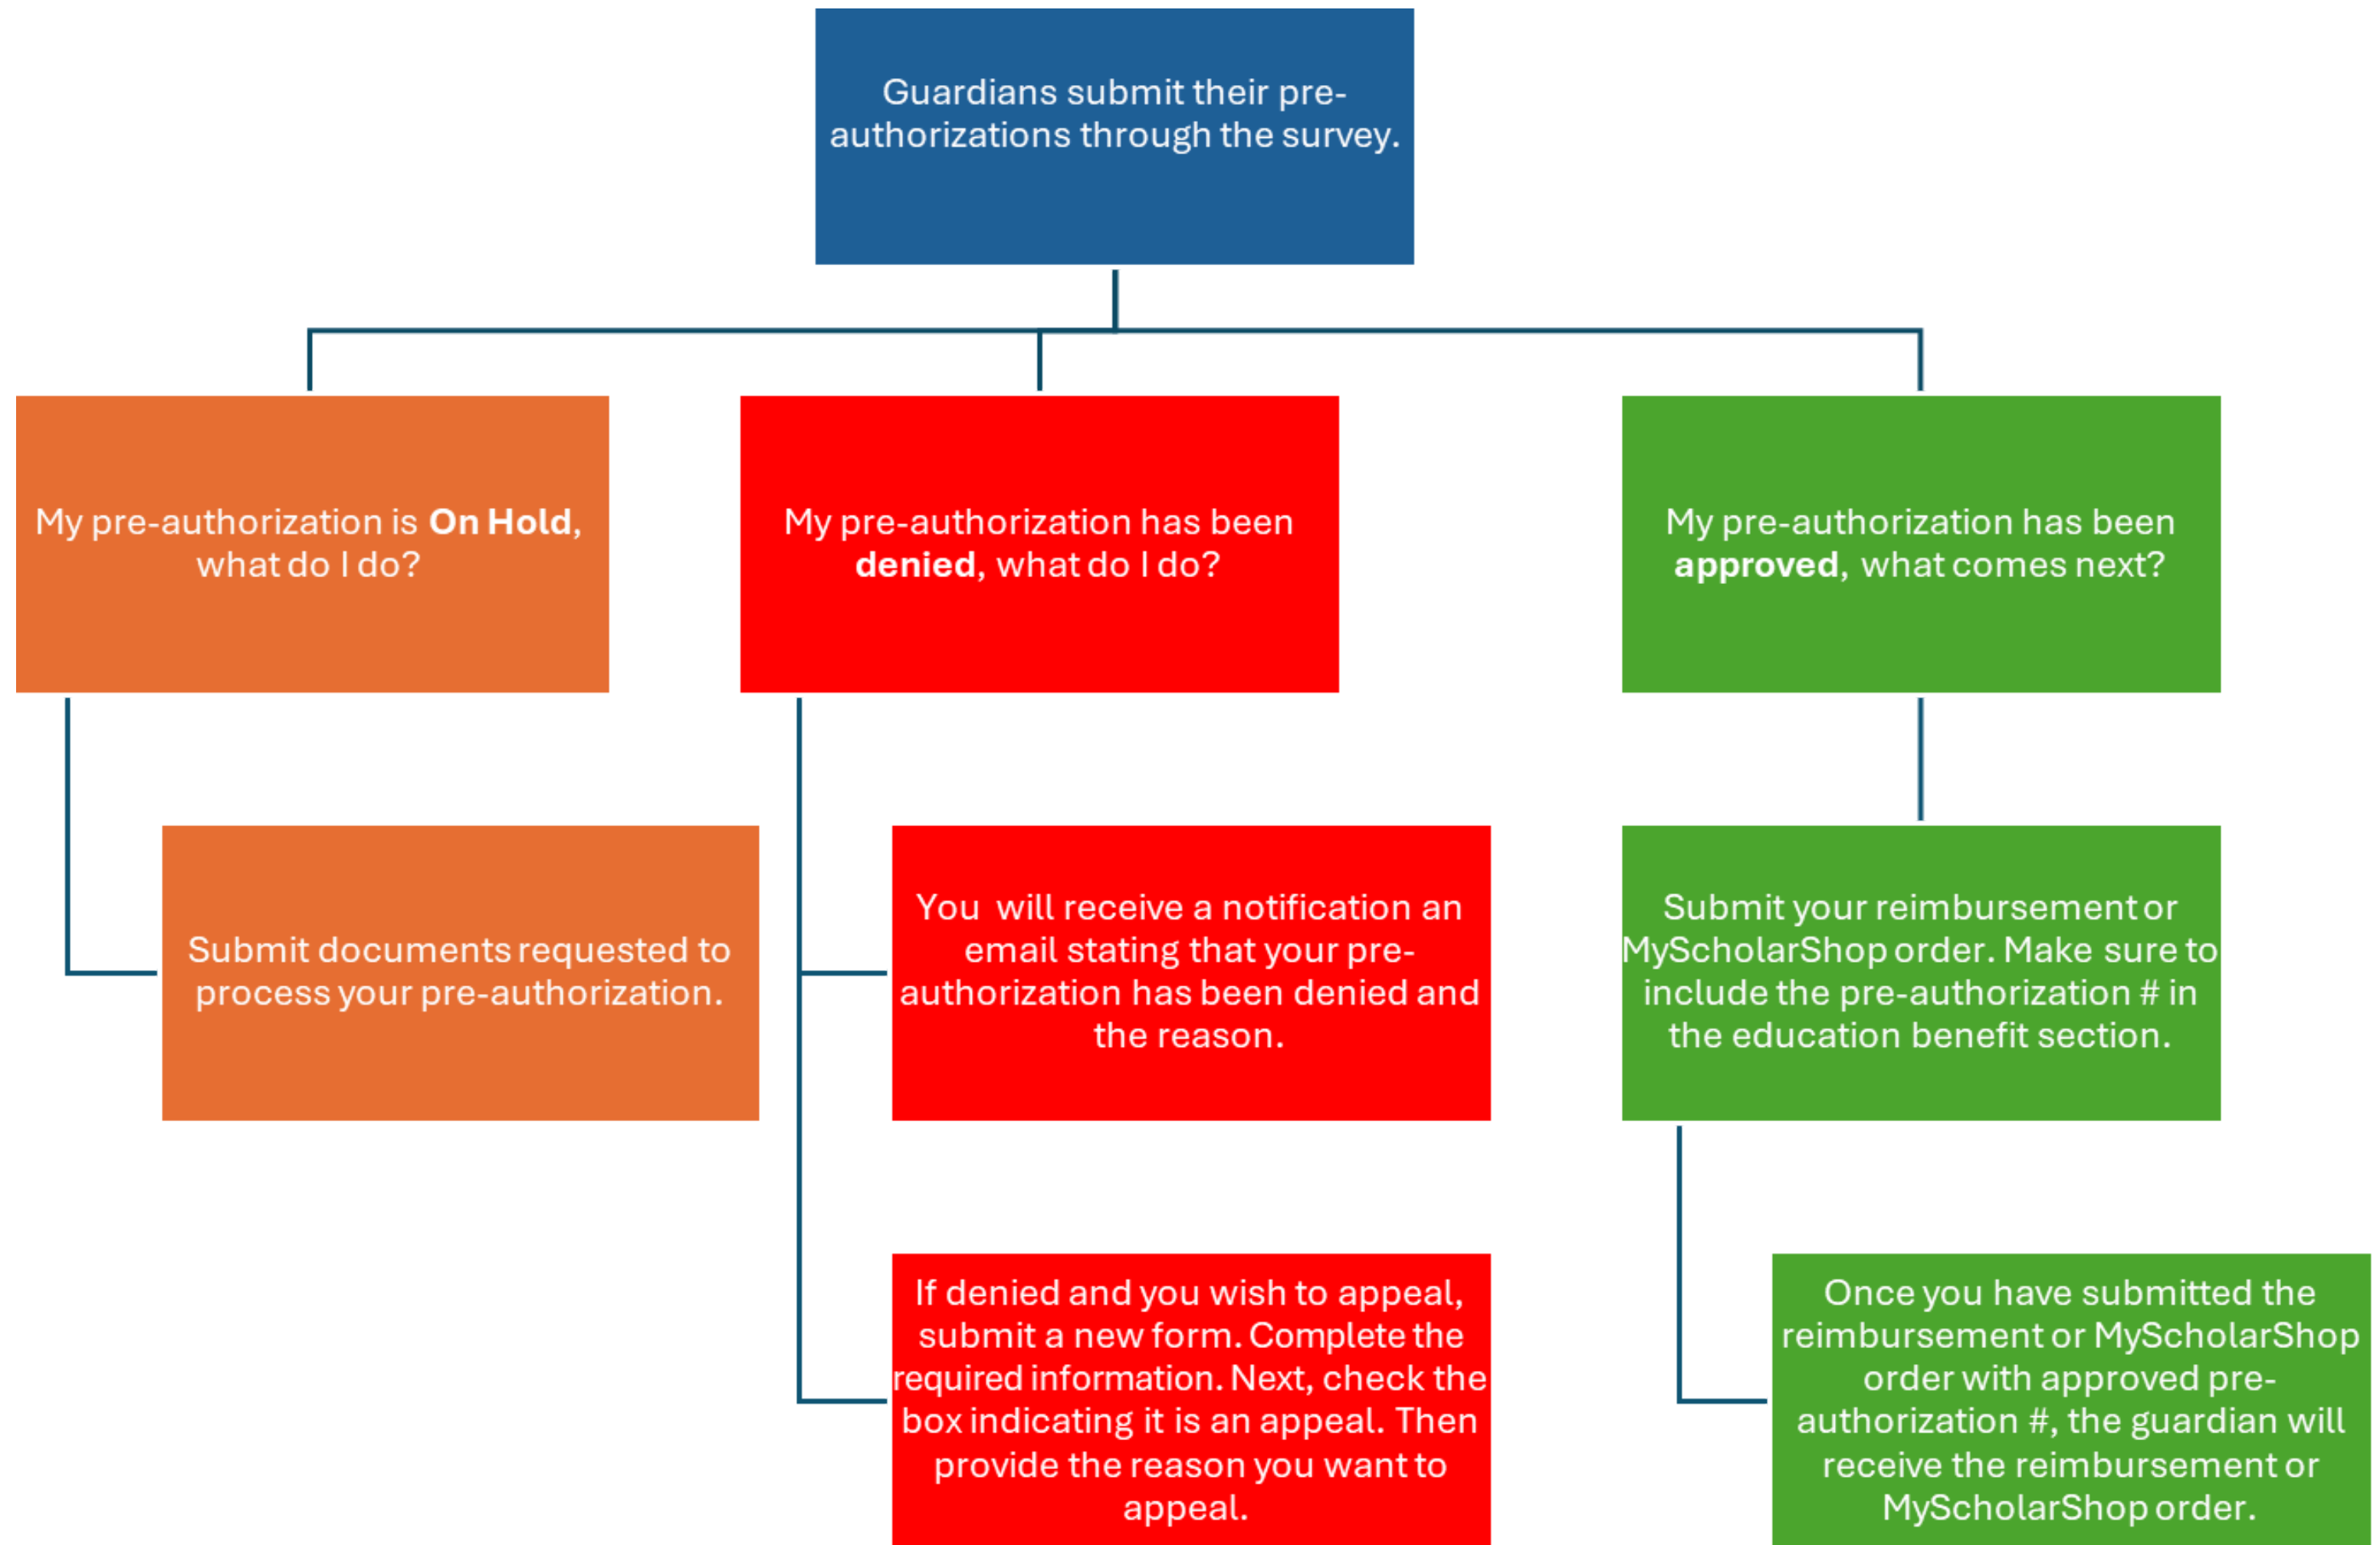 Guardians submit their pre-
authorizations through the survey.
My pre-authorization is On Hold,
what do I do?
My pre-authorization has been
denied, what do I do?
My pre-authorization has been
approved, what comes next?
Submit documents requested to
process your pre-authorization.
You will receive a notification an
email stating that your pre-
authorization has been denied and
the reason.
Submit your reimbursement or
MyScholarShop order. Make sure to
include the pre-authorization # in
the education benefit section.
If denied and you wish to appeal,
submit a new form. Complete the
required information. Next, check the
box indicating it is an appeal. Then
provide the reason you want to
appeal.
Once you have submitted the
reimbursement or MyScholarShop
order with approved pre-
authorization #, the guardian will
receive the reimbursement or
MyScholarShop order.